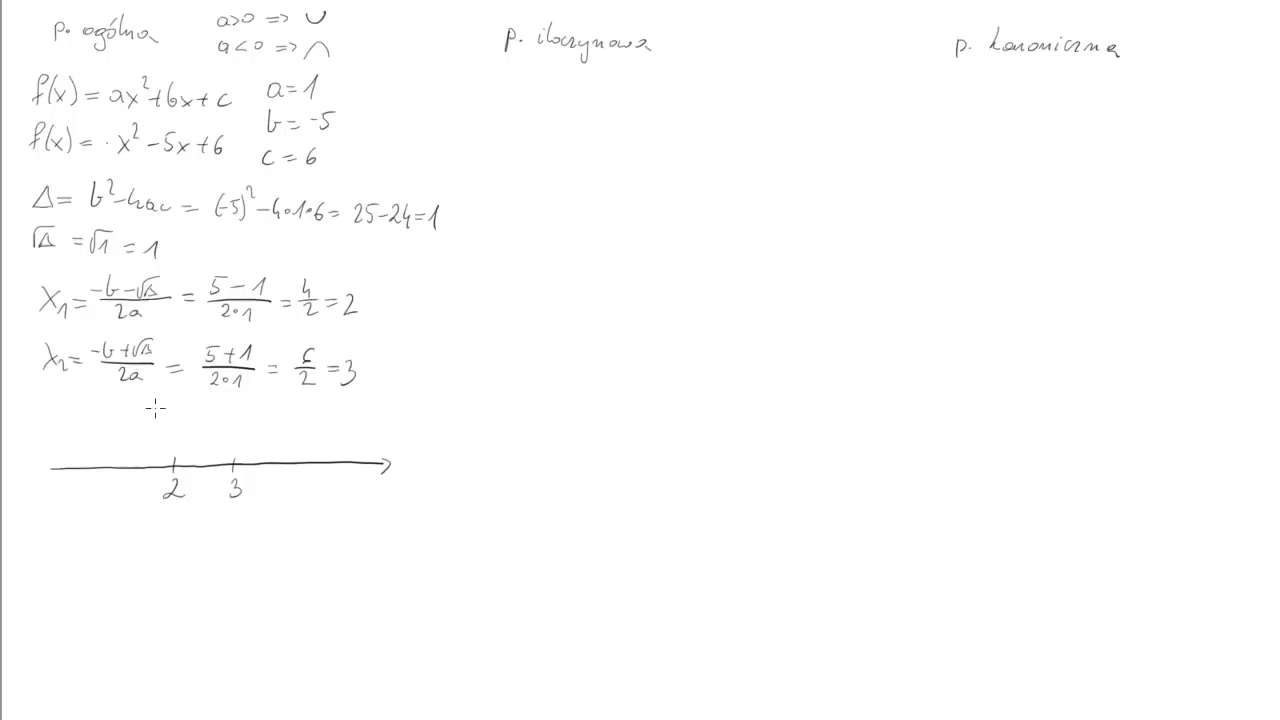 p. ogólna
a>0 => ∪
a<0 => ∩
f(x) = ax²+bx+c
f(x) = x²-5x+6
a=1
b=-5
c=6
Δ= b²-4ac = (-5)²-4•1•6= 25-24=1
√Δ =√1 =1
X₁= (-b-√Δ)/2a = (5-1)/2•1 = 4/2 =2
X₂= (-b+√Δ)/2a = (5+1)/2•1 = 6/2 =3
2 3
p. iloczynowa
p. kanoniczna